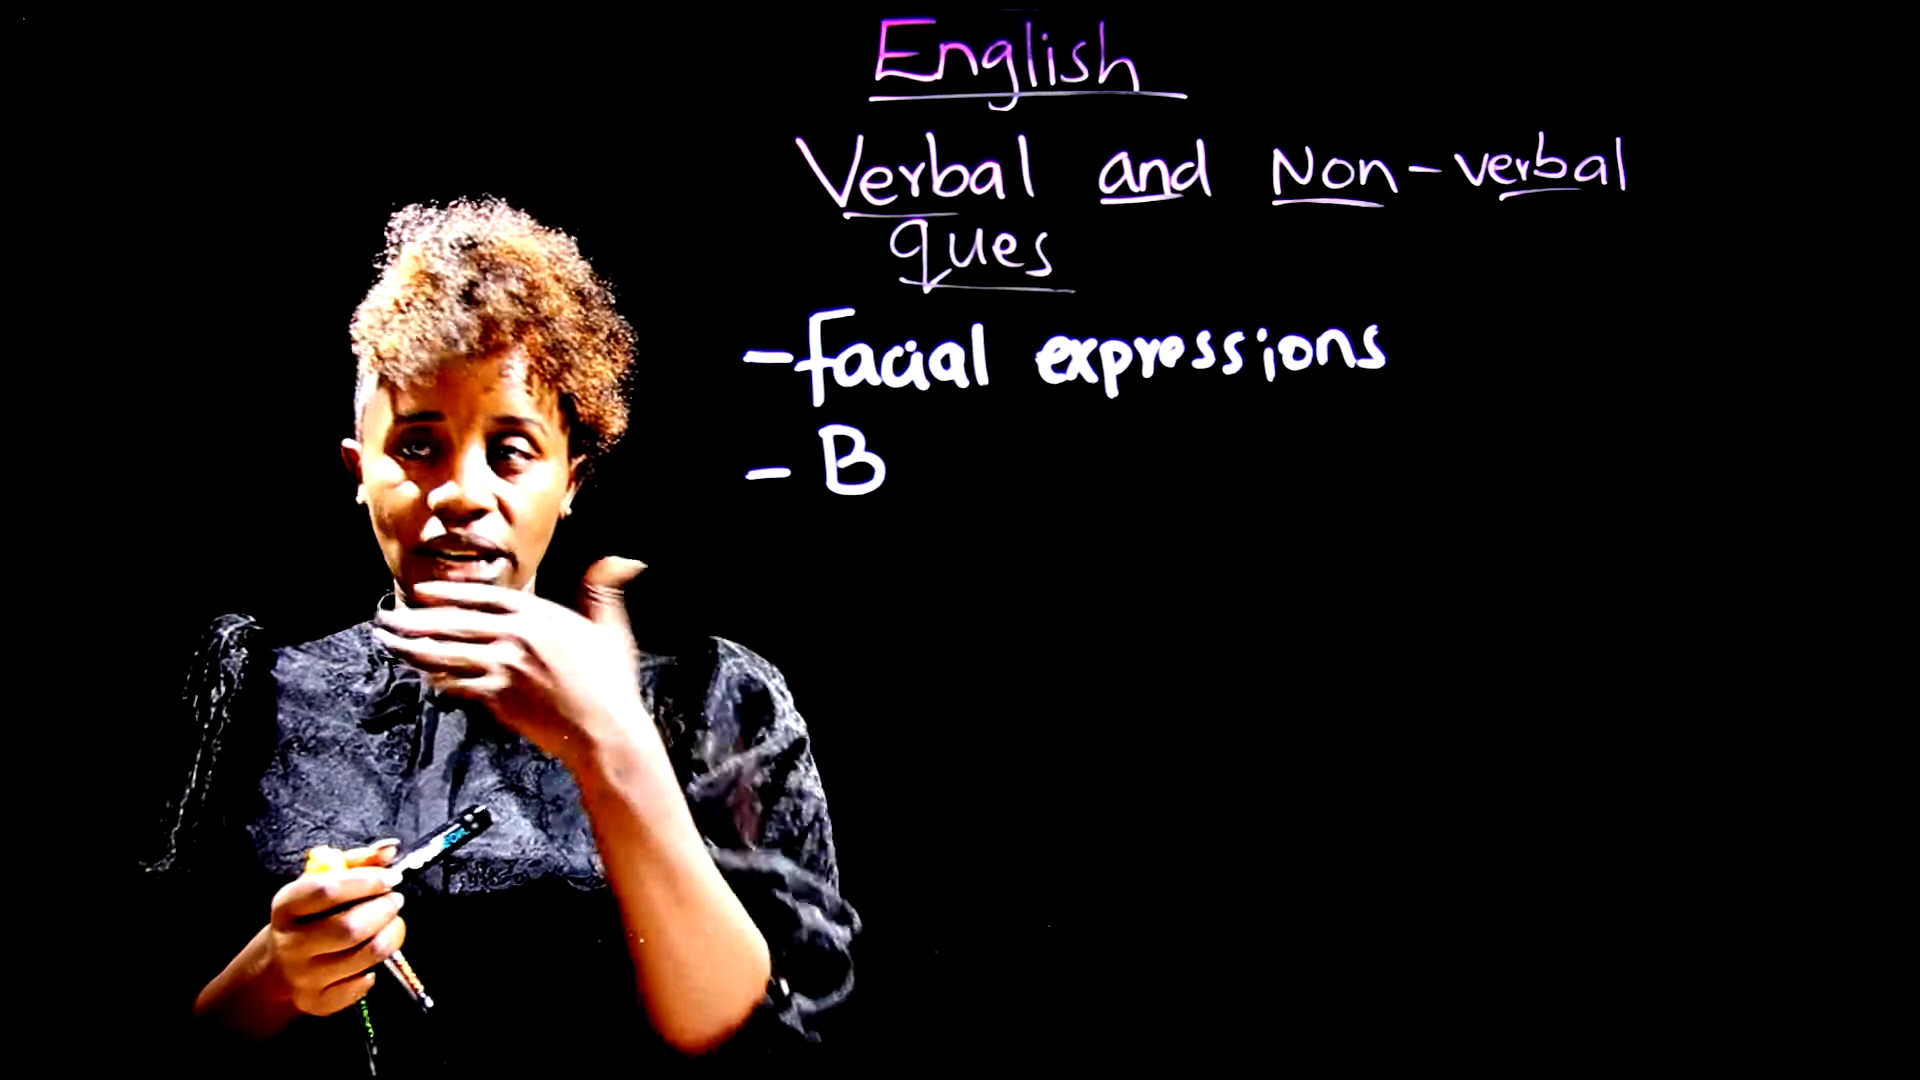 English
Verbal and Non-verbal
ques
- facial expressions
- B